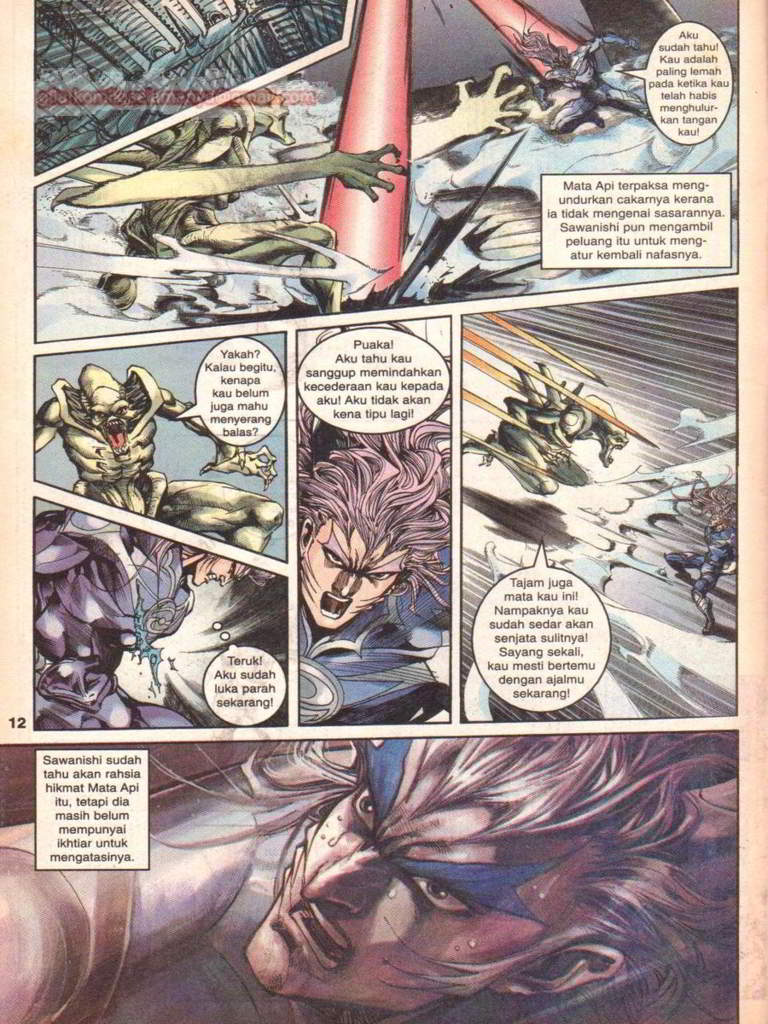 Aku
sudah tahu!
Kau adalah
paling lemah
pada ketika kau
telah habis
menghulur-
kan tangan
kau!
Mata Api terpaksa meng-
undurkan cakarnya kerana
ia tidak mengenai sasarannya.
Sawanishi pun mengambil
peluang itu untuk meng-
atur kembali nafasnya.
Yakah?
Kalau begitu,
kenapa
kau belum
juga mahu
menyerang
balas?
Puaka!
Aku tahu kau
sanggup memindahkan
kecederaan kau kepada
aku! Aku tidak akan
kena tipu lagi!
Teruk!
Aku sudah
luka parah
sekarang!
Tajam juga
mata kau ini!
Nampaknya kau
sudah sedar akan
senjata sulitnya!
Sayang sekali,
kau mesti bertemu
dengan ajalmu
sekarang!
12
Sawanishi sudah
tahu akan rahsia
hikmat Mata Api
itu, tetapi dia
masih belum
mempunyai
ikhtiar untuk
mengatasinya.